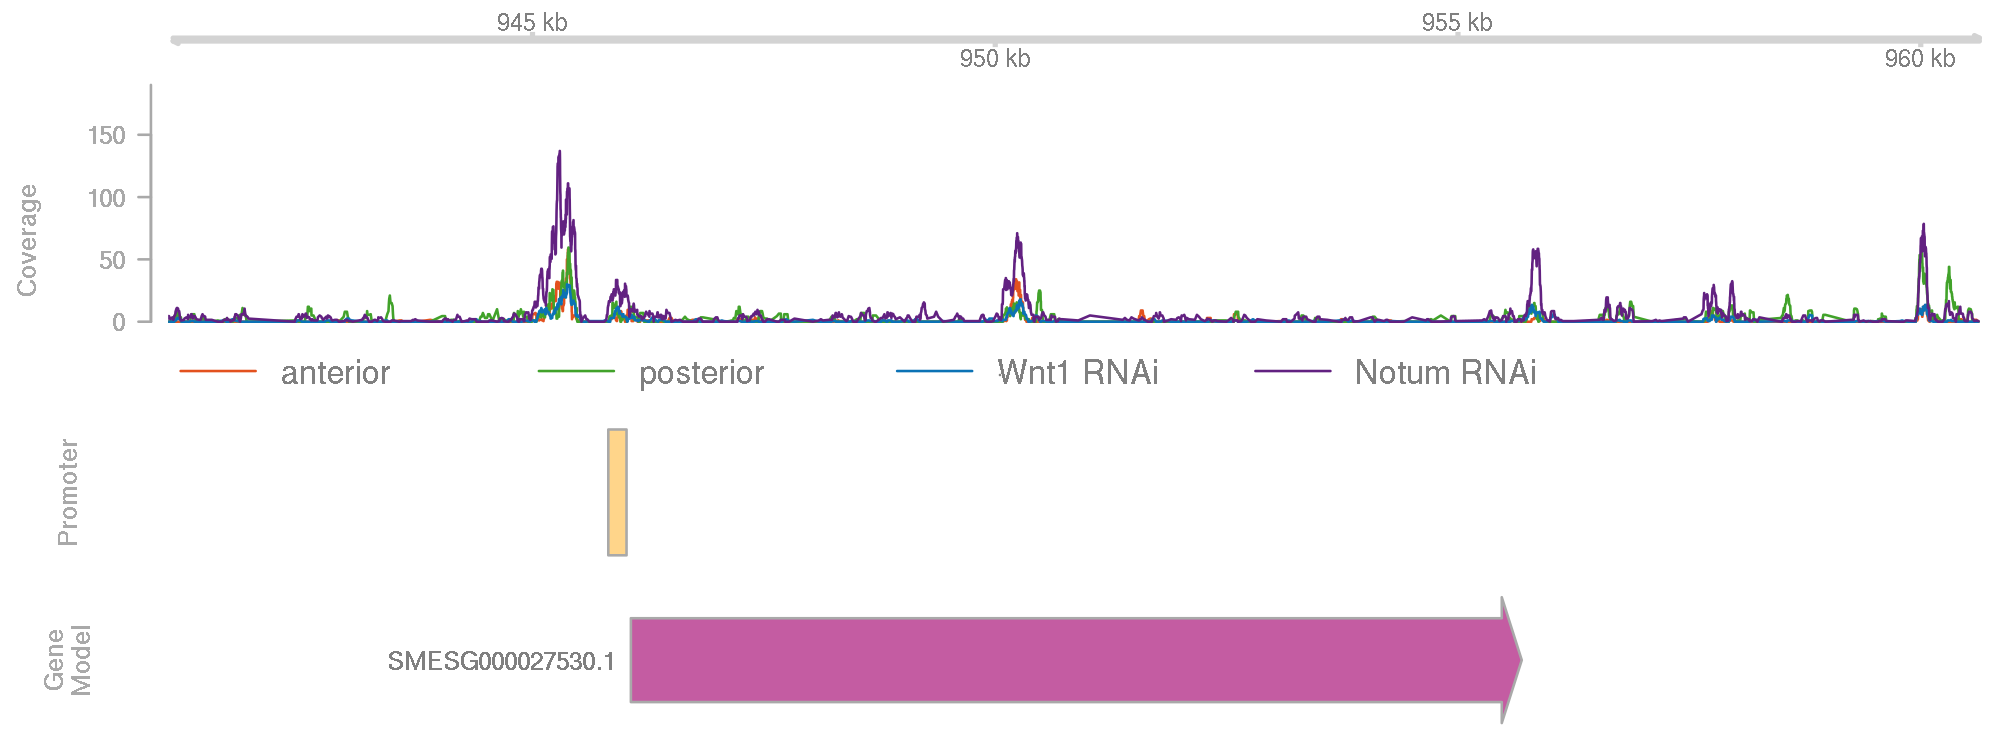 945 kb
955 kb
950 kb
960 kb
Coverage
150
100
50
0
anterior
posterior
Wnt1 RNAi
Notum RNAi
Promoter
Gene
Model
SMESG000027530.1